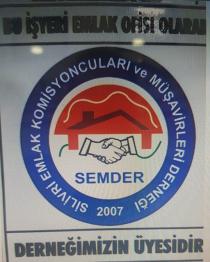 BU İŞYERİ EMLAK OFİSİ OLARAK
SİLİVRİ EMLAK KOMİSYONCULARI ve MÜŞAVİRLERİ DERNEĞİ
SEMDER
2007
DERNEĞİMİZİN ÜYESİDİR